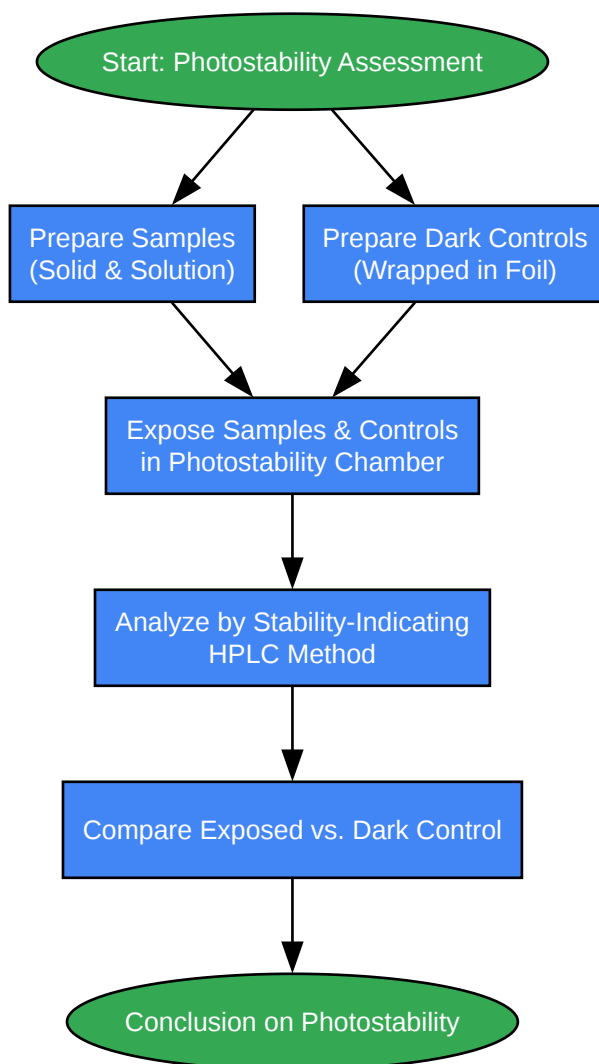 Start: Photostability Assessment
Prepare Samples
(Solid & Solution)
Prepare Dark Controls
(Wrapped in Foil)
Expose Samples & Controls
in Photostability Chamber
Analyze by Stability-Indicating
HPLC Method
Compare Exposed vs. Dark Control
Conclusion on Photostability